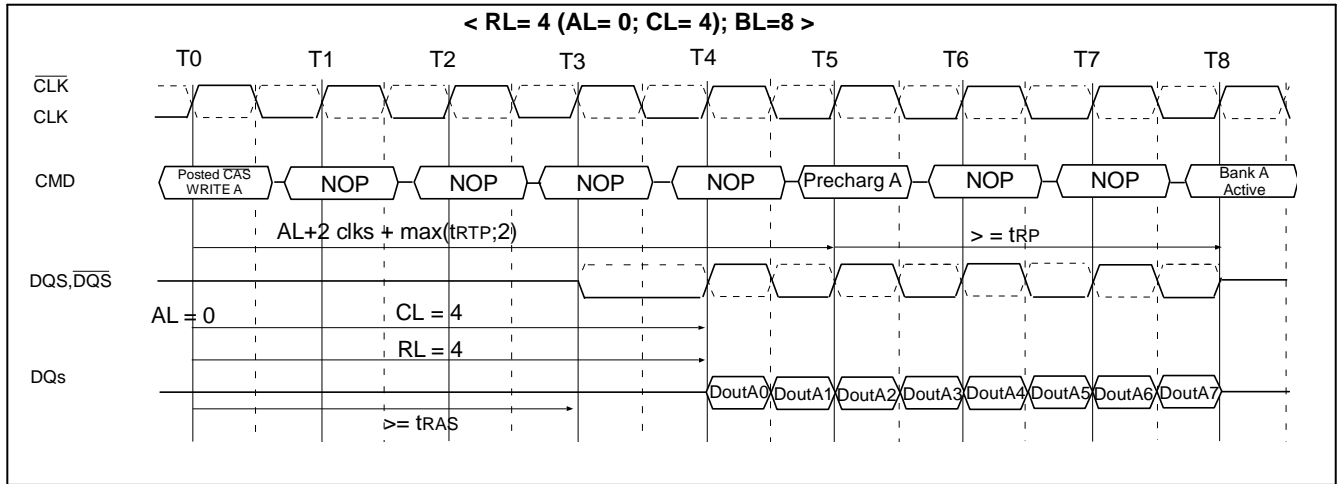 < RL= 4 (AL= 0; CL= 4); BL=8 >
T0 T1 T2 T3 T4 T5 T6 T7 T8
CLK
CLK
CMD
Posted CAS
WRITE A
NOP NOP NOP NOP Precharg A NOP NOP
Bank A
Active
AL+2 clks + max(tRTP;2)
> = tRP
DQS,DQS
AL = 0
CL = 4
RL = 4
DQs
DoutA0 DoutA1 DoutA2 DoutA3 DoutA4 DoutA5 DoutA6 DoutA7
>= tRAS